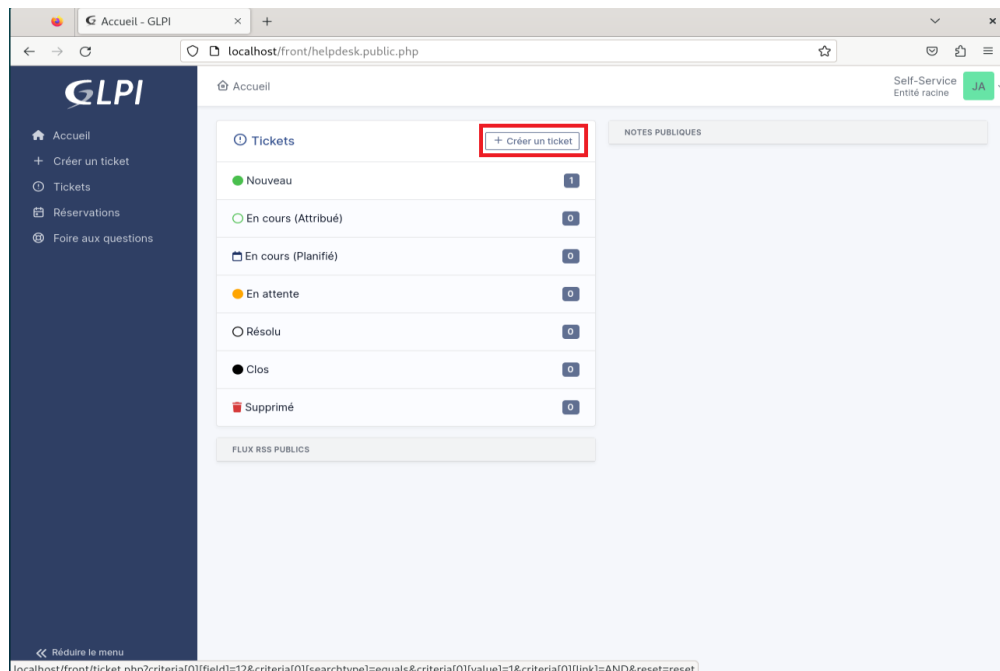 Accueil - GLPI
localhost/front/helpdesk.public.php
GLPI
Accueil
Créer un ticket
Tickets
Réservations
Foire aux questions
Réduire le menu
Accueil
Self-Service
Entité racine
JA
Tickets
+ Créer un ticket
Nouveau 1
En cours (Attribué) 0
En cours (Planifié) 0
En attente 0
Résolu 0
Clos 0
Supprimé 0
FLUX RSS PUBLICS
NOTES PUBLIQUES
localhost/front/ticket.php?criteria[0][field]=12&criteria[0][searchtype]=equals&criteria[0][value]=1&criteria[0][link]=AND&reset=reset